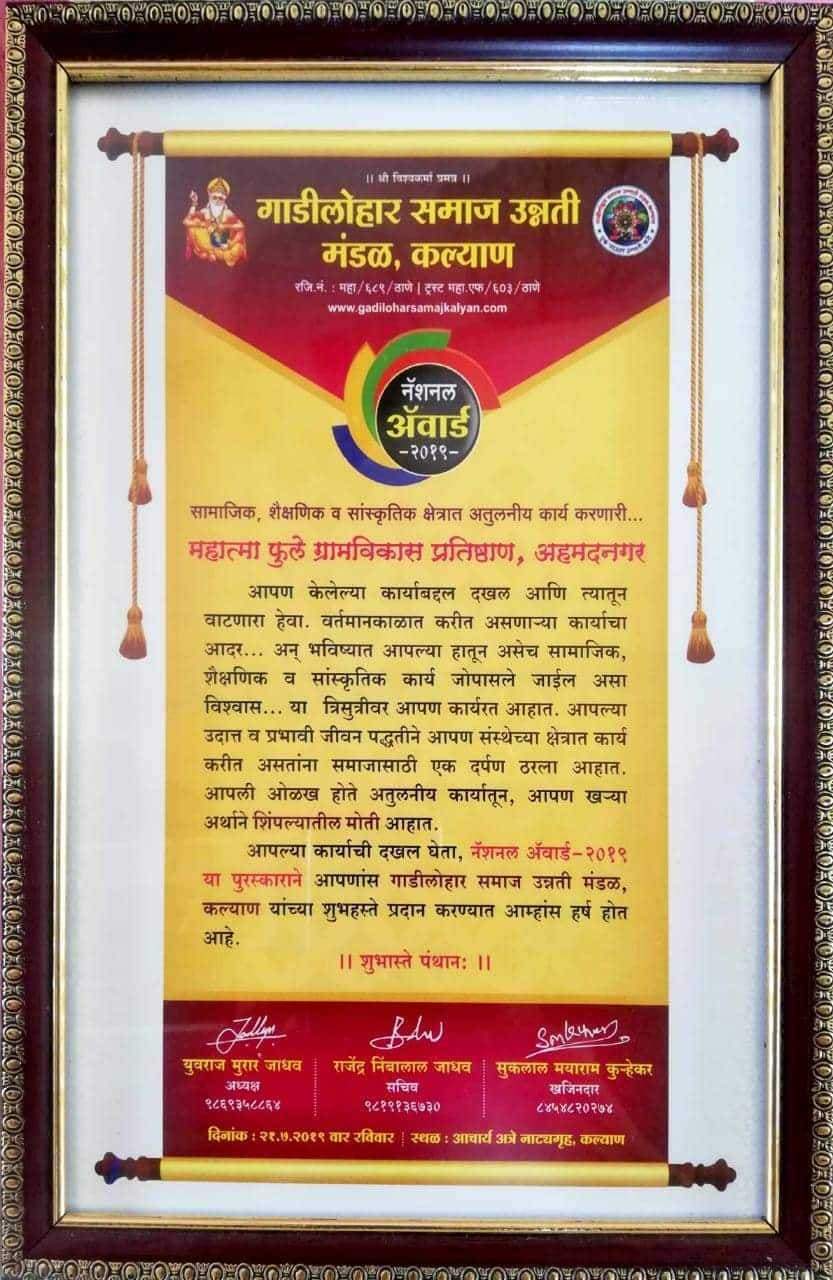 ।। श्री विश्वकर्मा प्रसन्न ।।
गाडीलोहार समाज उन्नती
मंडळ, कल्याण
रजि.नं. : महा/६८९/ठाणे | ट्रस्ट महा.एफ/६०३/ठाणे
www.gadiloharsamajkalyan.com
नॅशनल
ॲवार्ड
-२०१९-
सामाजिक, शैक्षणिक व सांस्कृतिक क्षेत्रात अतुलनीय कार्य करणारी...
महात्मा फुले ग्रामविकास प्रतिष्ठाण, अहमदनगर
आपण केलेल्या कार्याबद्दल दखल आणि त्यातून
वाटणारा हेवा. वर्तमानकाळात करीत असणाऱ्या कार्याचा
आदर... अन् भविष्यात आपल्या हातून असेच सामाजिक,
शैक्षणिक व सांस्कृतिक कार्य जोपासले जाईल असा
विश्वास... या त्रिसुत्रीवर आपण कार्यरत आहात. आपल्या
उदात्त व प्रभावी जीवन पद्धतीने आपण संस्थेच्या क्षेत्रात कार्य
करीत असतांना समाजासाठी एक दर्पण ठरला आहात.
आपली ओळख होते अतुलनीय कार्यातून, आपण खऱ्या
अर्थाने शिंपल्यातील मोती आहात.
आपल्या कार्याची दखल घेता, नॅशनल ॲवार्ड-२०१९
या पुरस्काराने आपणांस गाडीलोहार समाज उन्नती मंडळ,
कल्याण यांच्या शुभहस्ते प्रदान करण्यात आम्हांस हर्ष होत
आहे.
।। शुभास्ते पंथानः ।।
युवराज मुरार जाधव राजेंद्र निंबालाल जाधव सुकलाल मयाराम कुऱ्हेकर
अध्यक्ष सचिव खजिनदार
९८६९३५८८६४ ९८१९१३६७३० ८४५४८२०२७४
दिनांक : २१.७.२०१९ वार रविवार | स्थळ : आचार्य अत्रे नाट्यगृह, कल्याण